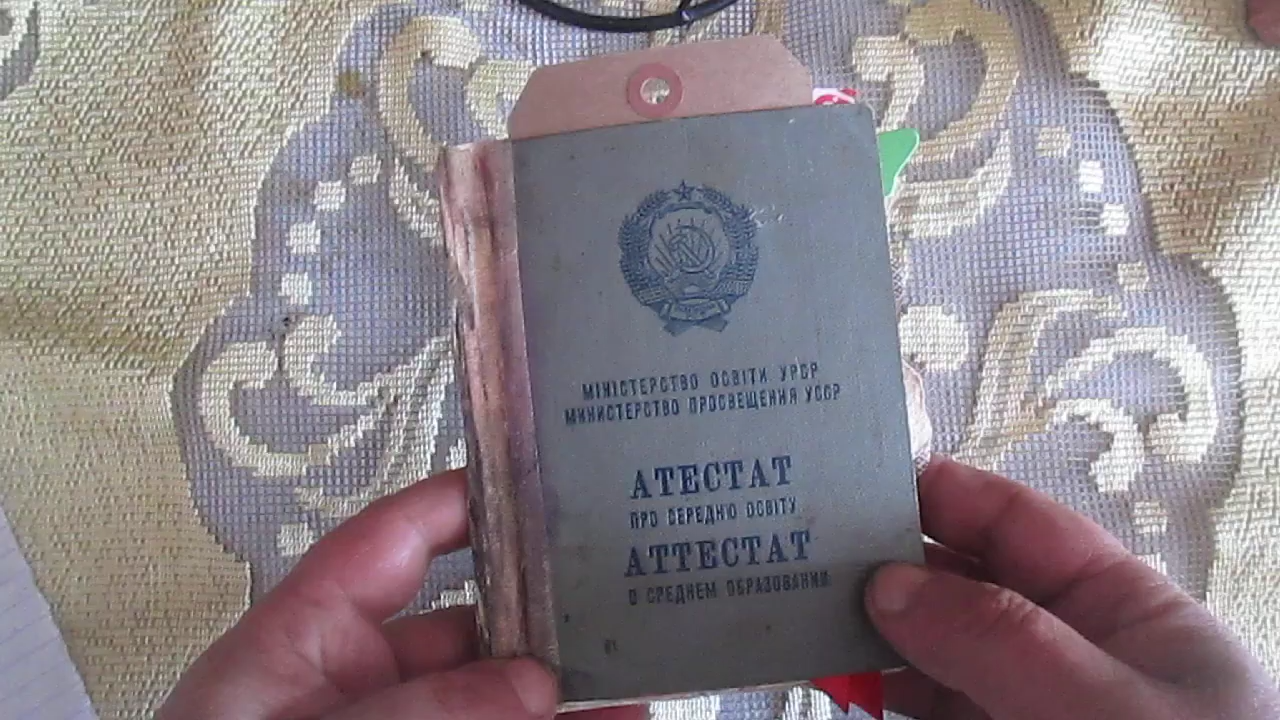 МІНІСТЕРСТВО ОСВІТИ УРСР
МИНИСТЕРСТВО ПРОСВЕЩЕНИЯ УССР
АТЕСТАТ
ПРО СЕРЕДНЮ ОСВІТУ
АТТЕСТАТ
О СРЕДНЕМ ОБРАЗОВАНИИ